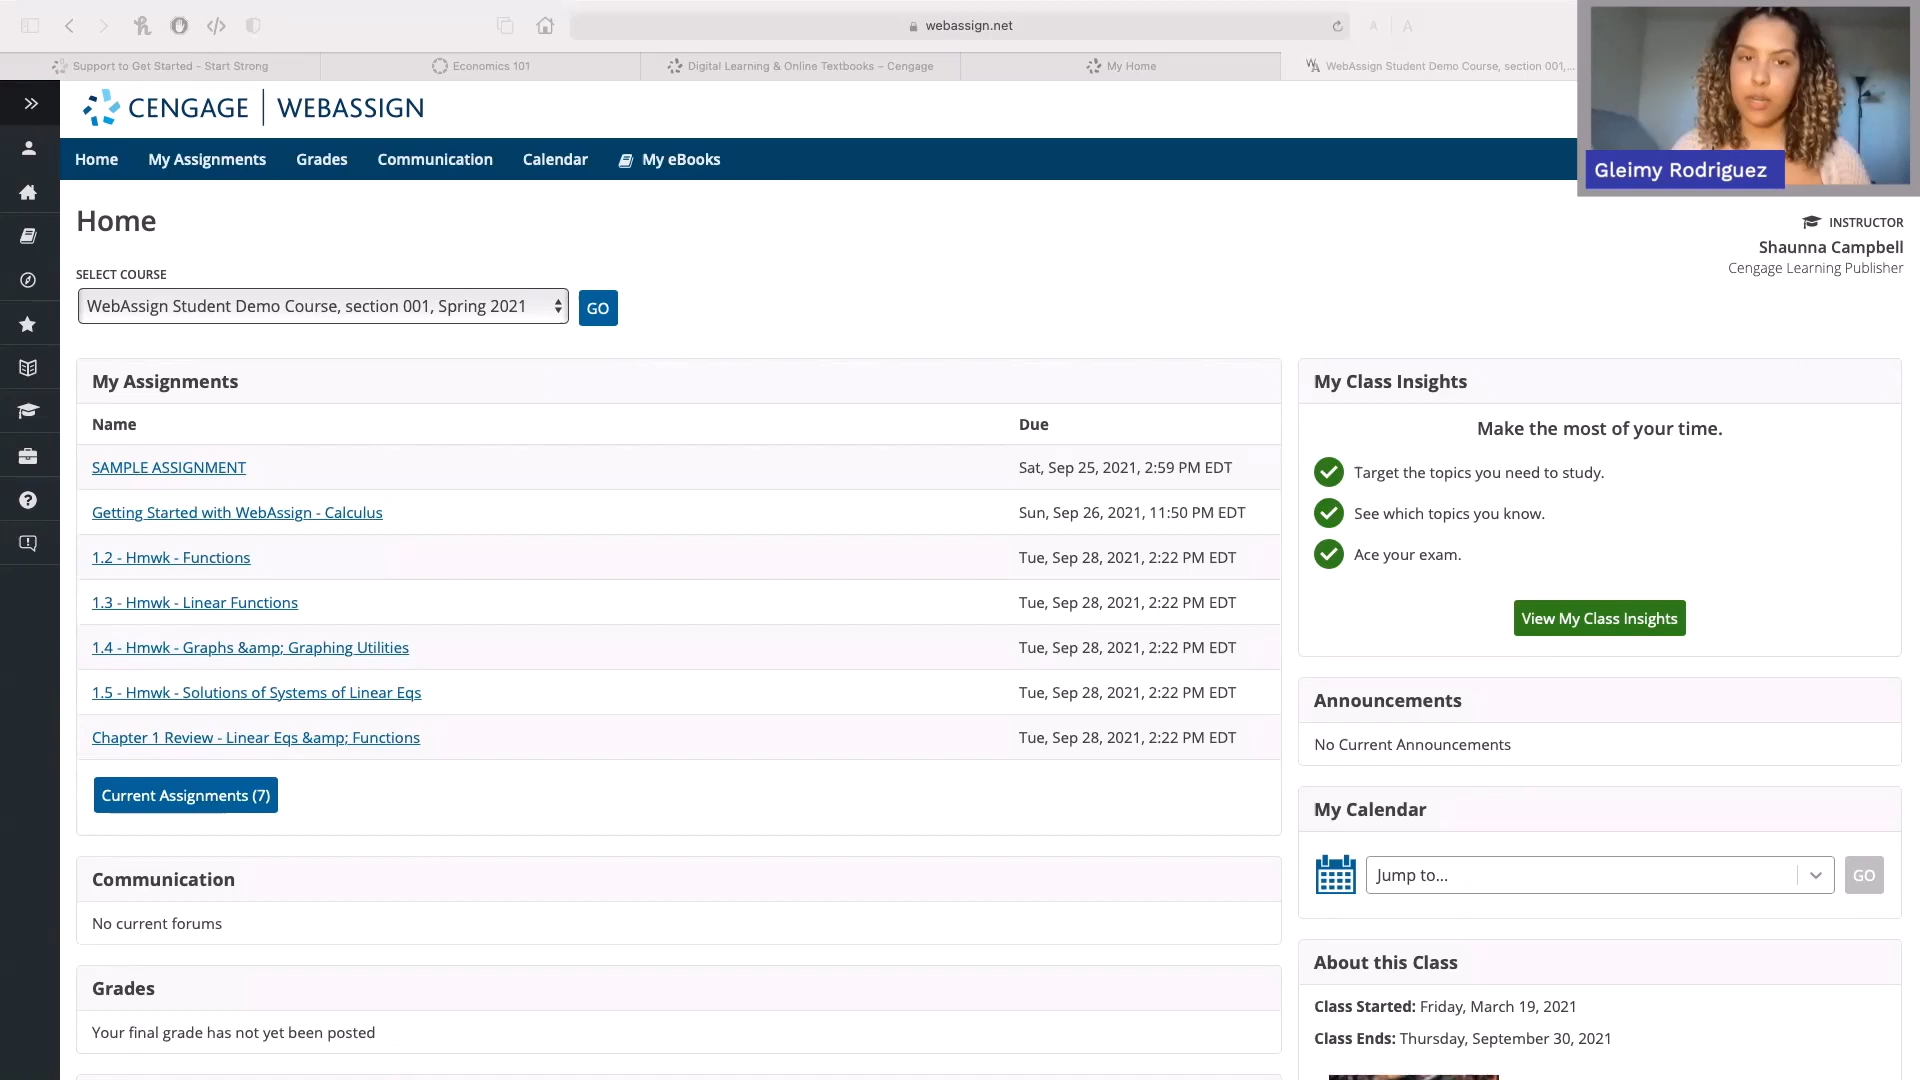 webassign.net
A
A
Support to Get Started - Start Strong
Economics 101
Digital Learning & Online Textbooks – Cengage
My Home
WebAssign Student Demo Course, section 001,...
CENGAGE | WEBASSIGN
Gleimy Rodriguez
Home
My Assignments
Grades
Communication
Calendar
My eBooks
Home
INSTRUCTOR
Shaunna Campbell
Cengage Learning Publisher
SELECT COURSE
WebAssign Student Demo Course, section 001, Spring 2021
GO
My Assignments
Name Due
SAMPLE ASSIGNMENT Sat, Sep 25, 2021, 2:59 PM EDT
Getting Started with WebAssign - Calculus Sun, Sep 26, 2021, 11:50 PM EDT
1.2 - Hmwk - Functions Tue, Sep 28, 2021, 2:22 PM EDT
1.3 - Hmwk - Linear Functions Tue, Sep 28, 2021, 2:22 PM EDT
1.4 - Hmwk - Graphs &amp; Graphing Utilities Tue, Sep 28, 2021, 2:22 PM EDT
1.5 - Hmwk - Solutions of Systems of Linear Eqs Tue, Sep 28, 2021, 2:22 PM EDT
Chapter 1 Review - Linear Eqs &amp; Functions Tue, Sep 28, 2021, 2:22 PM EDT
Current Assignments (7)
Communication
No current forums
Grades
Your final grade has not yet been posted
My Class Insights
Make the most of your time.
Target the topics you need to study.
See which topics you know.
Ace your exam.
View My Class Insights
Announcements
No Current Announcements
My Calendar
Jump to...
GO
About this Class
Class Started: Friday, March 19, 2021
Class Ends: Thursday, September 30, 2021